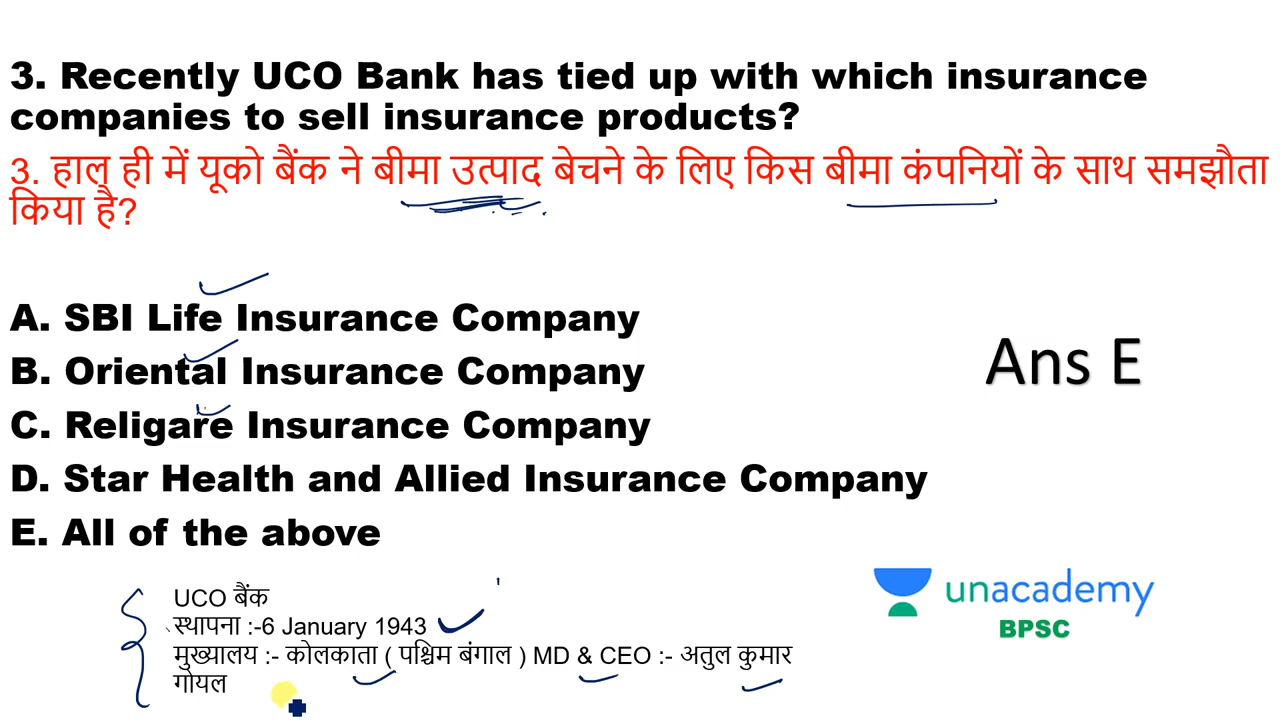 3. Recently UCO Bank has tied up with which insurance
companies to sell insurance products?
3. हाल ही में यूको बैंक ने बीमा उत्पाद बेचने के लिए किस बीमा कंपनियों के साथ समझौता
किया है?
A. SBI Life Insurance Company
B. Oriental Insurance Company
C. Religare Insurance Company
D. Star Health and Allied Insurance Company
E. All of the above
Ans E
UCO बैंक
स्थापना :-6 January 1943
मुख्यालय :- कोलकाता ( पश्चिम बंगाल ) MD & CEO :- अतुल कुमार
गोयल
unacademy
BPSC